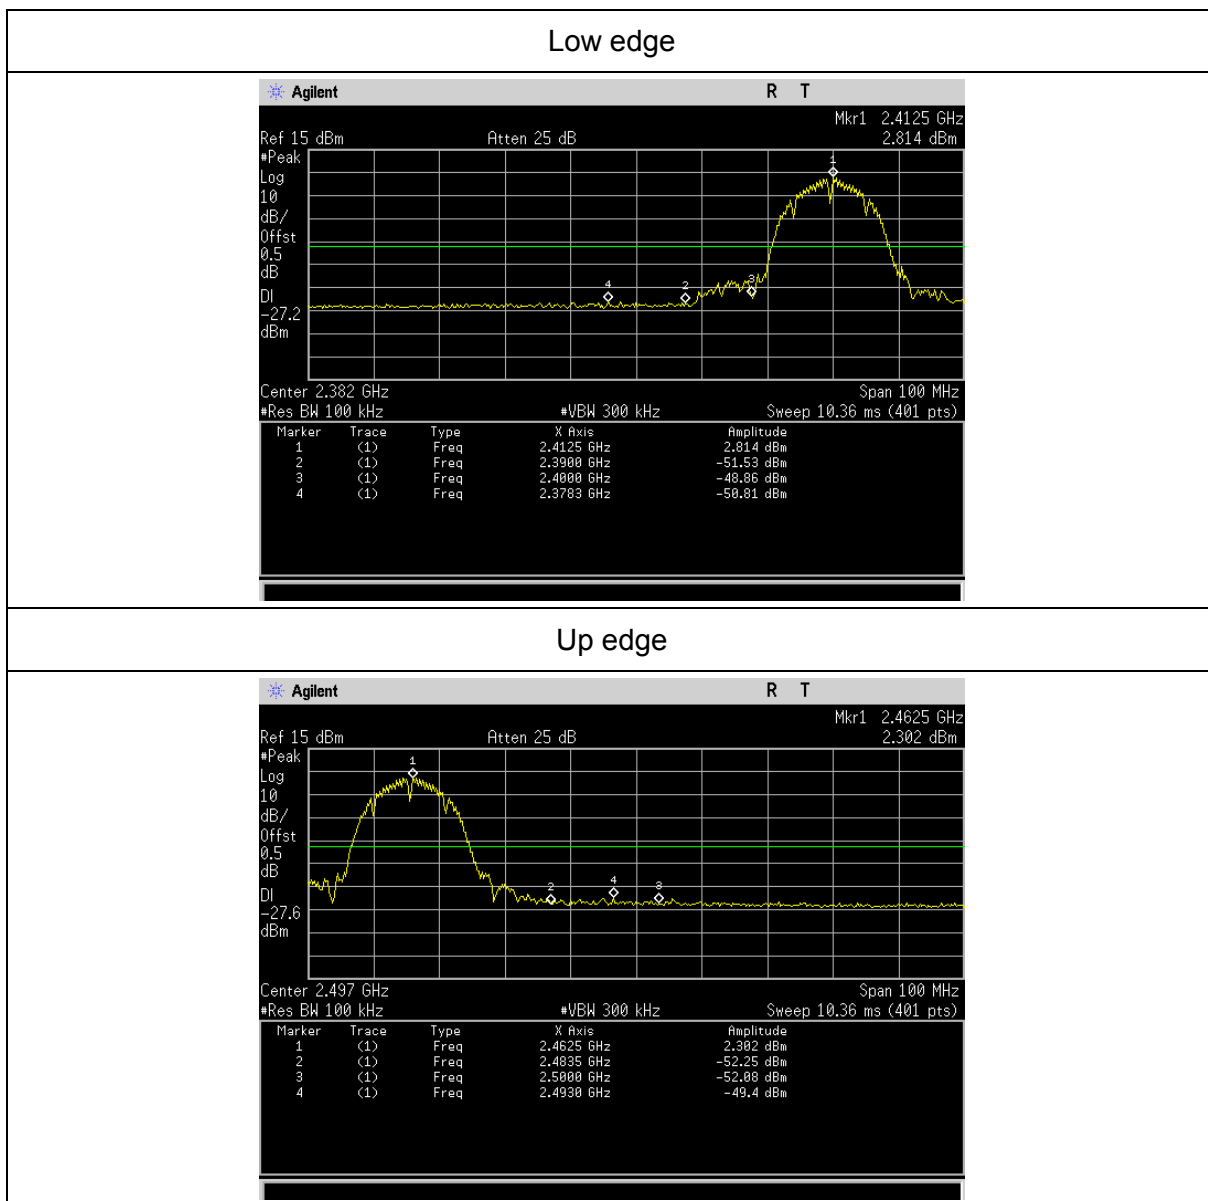 Low edge
Agilent R T
Mkr1 2.4125 GHz
Ref 15 dBm Atten 25 dB 2.814 dBm
#Peak
Log
10
dB/
Offst
0.5
dB
DI
-27.2
dBm
1
4 2 3
Center 2.382 GHz Span 100 MHz
#Res BW 100 kHz #VBW 300 kHz Sweep 10.36 ms (401 pts)
Marker Trace Type X Axis Amplitude
1 (1) Freq 2.4125 GHz 2.814 dBm
2 (1) Freq 2.3900 GHz -51.53 dBm
3 (1) Freq 2.4000 GHz -48.86 dBm
4 (1) Freq 2.3783 GHz -50.81 dBm
Up edge
Agilent R T
Mkr1 2.4625 GHz
Ref 15 dBm Atten 25 dB 2.302 dBm
#Peak
Log
10
dB/
Offst
0.5
dB
DI
-27.6
dBm
1
2 4 3
Center 2.497 GHz Span 100 MHz
#Res BW 100 kHz #VBW 300 kHz Sweep 10.36 ms (401 pts)
Marker Trace Type X Axis Amplitude
1 (1) Freq 2.4625 GHz 2.302 dBm
2 (1) Freq 2.4835 GHz -52.25 dBm
3 (1) Freq 2.5000 GHz -52.08 dBm
4 (1) Freq 2.4930 GHz -49.4 dBm